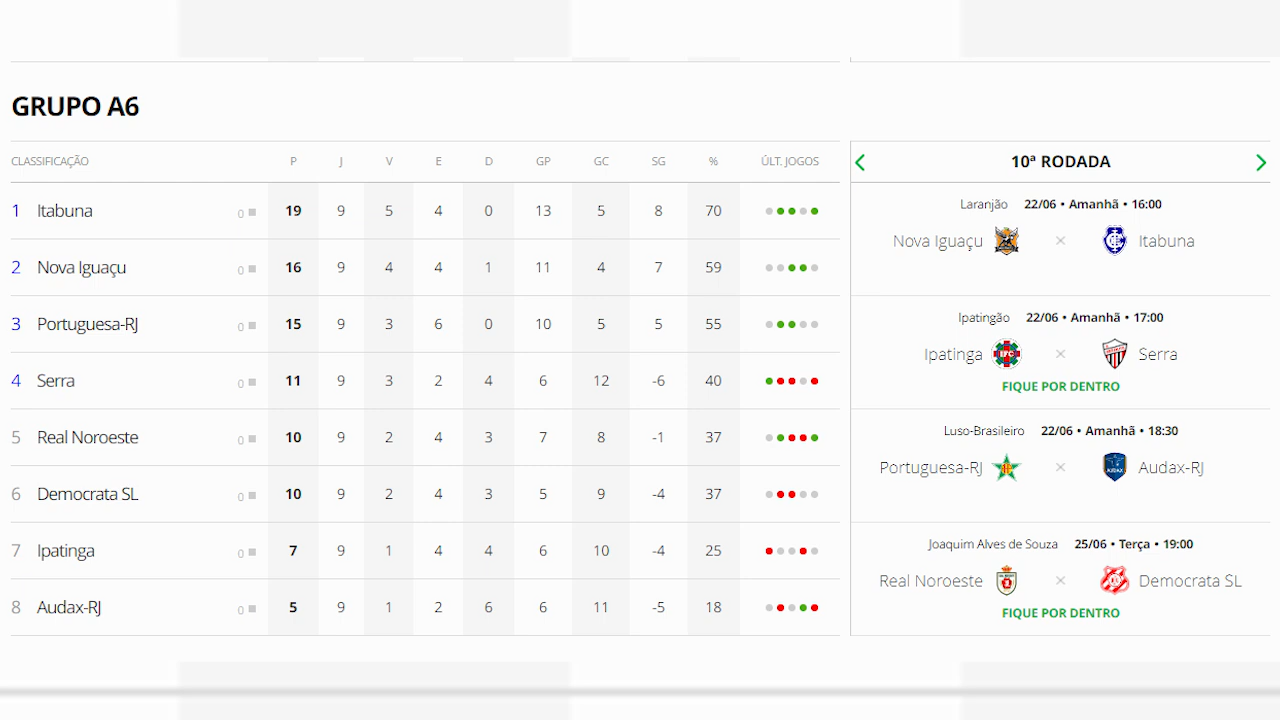 GRUPO A6
CLASSIFICAÇÃO P J V E D GP GC SG % ÚLT. JOGOS
1 Itabuna 0 19 9 5 4 0 13 5 8 70
2 Nova Iguaçu 0 16 9 4 4 1 11 4 7 59
3 Portuguesa-RJ 0 15 9 3 6 0 10 5 5 55
4 Serra 0 11 9 3 2 4 6 12 -6 40
5 Real Noroeste 0 10 9 2 4 3 7 8 -1 37
6 Democrata SL 0 10 9 2 4 3 5 9 -4 37
7 Ipatinga 0 7 9 1 4 4 6 10 -4 25
8 Audax-RJ 0 5 9 1 2 6 6 11 -5 18
10ª RODADA
Laranjão 22/06 • Amanhã • 16:00
Nova Iguaçu × Itabuna
Ipatingão 22/06 • Amanhã • 17:00
Ipatinga × Serra
FIQUE POR DENTRO
Luso-Brasileiro 22/06 • Amanhã • 18:30
Portuguesa-RJ × Audax-RJ
Joaquim Alves de Souza 25/06 • Terça • 19:00
Real Noroeste × Democrata SL
FIQUE POR DENTRO